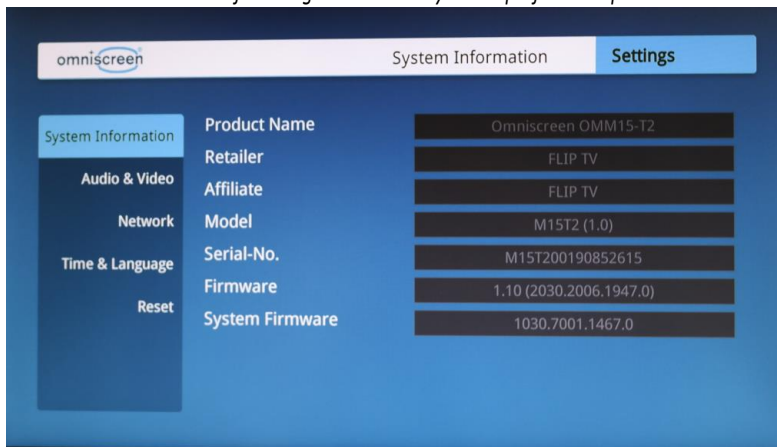 omniscreen
System Information Settings
System Information
Audio & Video
Network
Time & Language
Reset
Product Name Omniscreen OMM15-T2
Retailer FLIP TV
Affiliate FLIP TV
Model M15T2 (1.0)
Serial-No. M15T200190852615
Firmware 1.10 (2030.2006.1947.0)
System Firmware 1030.7001.1467.0